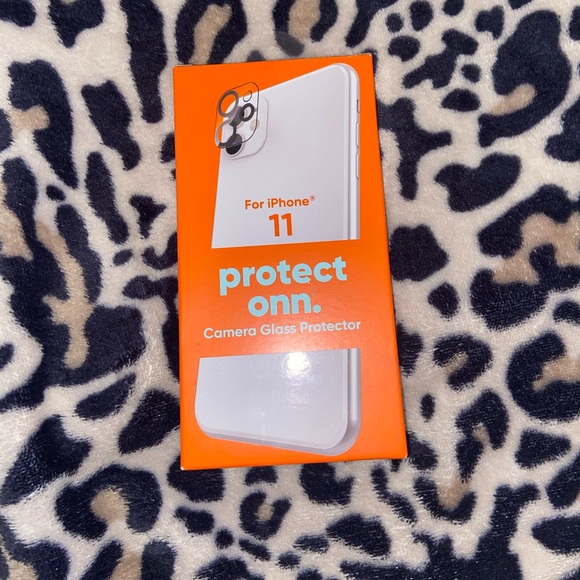 For iPhone®
11
protect
onn.
Camera Glass Protector